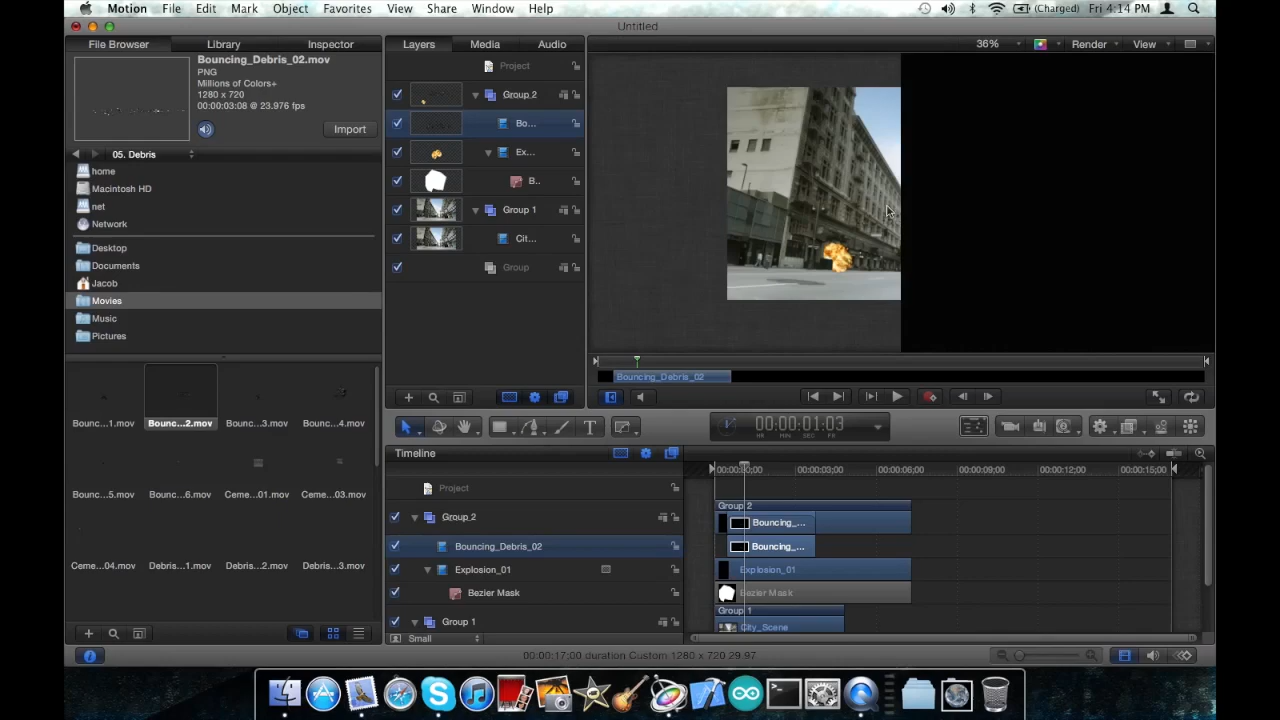 Motion File Edit Mark Object Favorites View Share Window Help (Charged) Fri 4:14 PM
Untitled
File Browser Library Inspector
Layers Media Audio
36% Render View
Bouncing_Debris_02.mov
PNG
Millions of Colors+
1280 x 720
00:00:03:08 @ 23.976 fps
Import
05. Debris
home
Macintosh HD
net
Network
Desktop
Documents
Jacob
Movies
Music
Pictures
Bounc...1.mov Bounc...2.mov Bounc...3.mov Bounc...4.mov
Bounc...5.mov Bounc...6.mov Ceme...01.mov Ceme...03.mov
Ceme...04.mov Debris...1.mov Debris...2.mov Debris...3.mov
Project
Group 2
Bo...
Ex...
B..
Group 1
Cit...
Group
Bouncing_Debris_02
00:00:01:03
HR MIN SEC FR
Timeline
00:00:00;00 00:00:03;00 00:00:06;00 00:00:09;00 00:00:12;00 00:00:15;00
Project
Group 2
Group 2
Bouncing_...
Bouncing_Debris_02
Bouncing_...
Explosion_01
Explosion_01
Bezier Mask
Bezier Mask
Group 1
Group 1
City_Scene
Small
00:00:17;00 duration Custom 1280 x 720 29.97